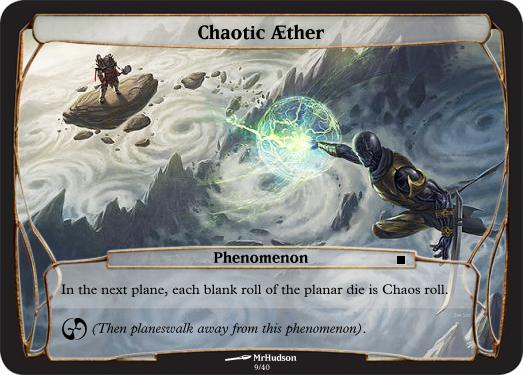 Chaotic Æther
Phenomenon
In the next plane, each blank roll of the planar die is Chaos roll.
(Then planeswalk away from this phenomenon).
MrHudson
9/40